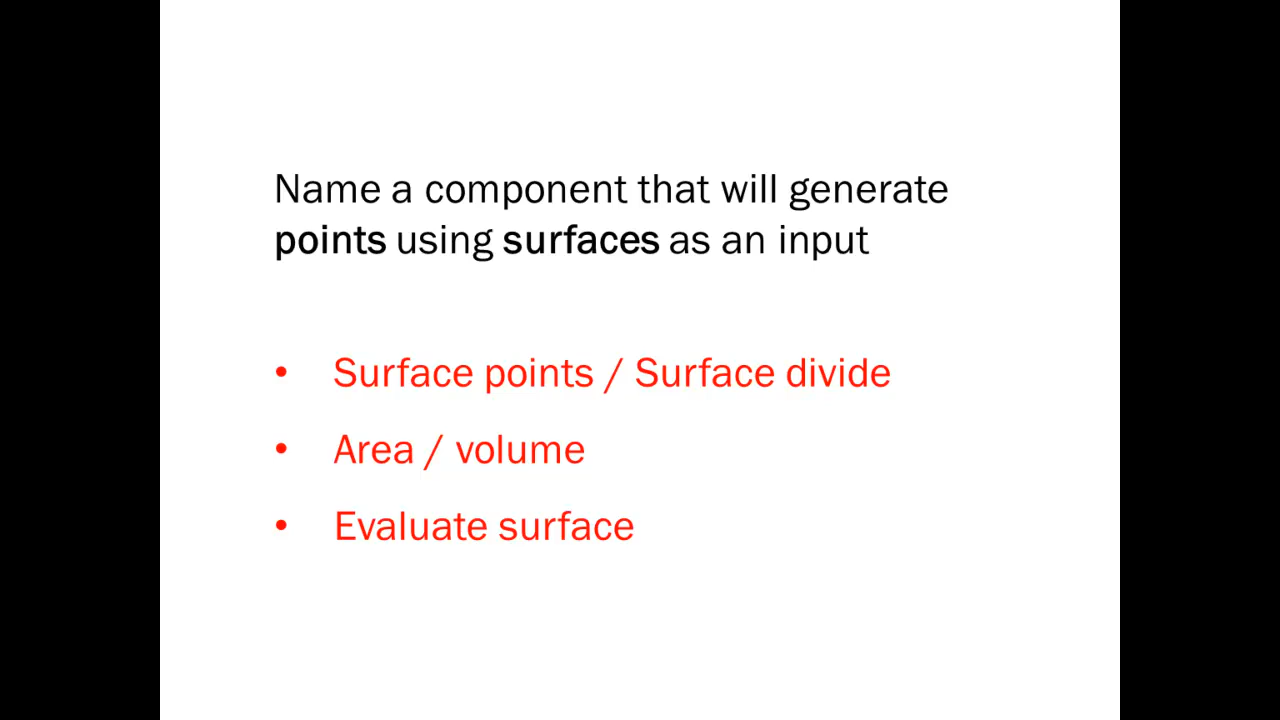 Name a component that will generate
points using surfaces as an input
• Surface points / Surface divide
• Area / volume
• Evaluate surface